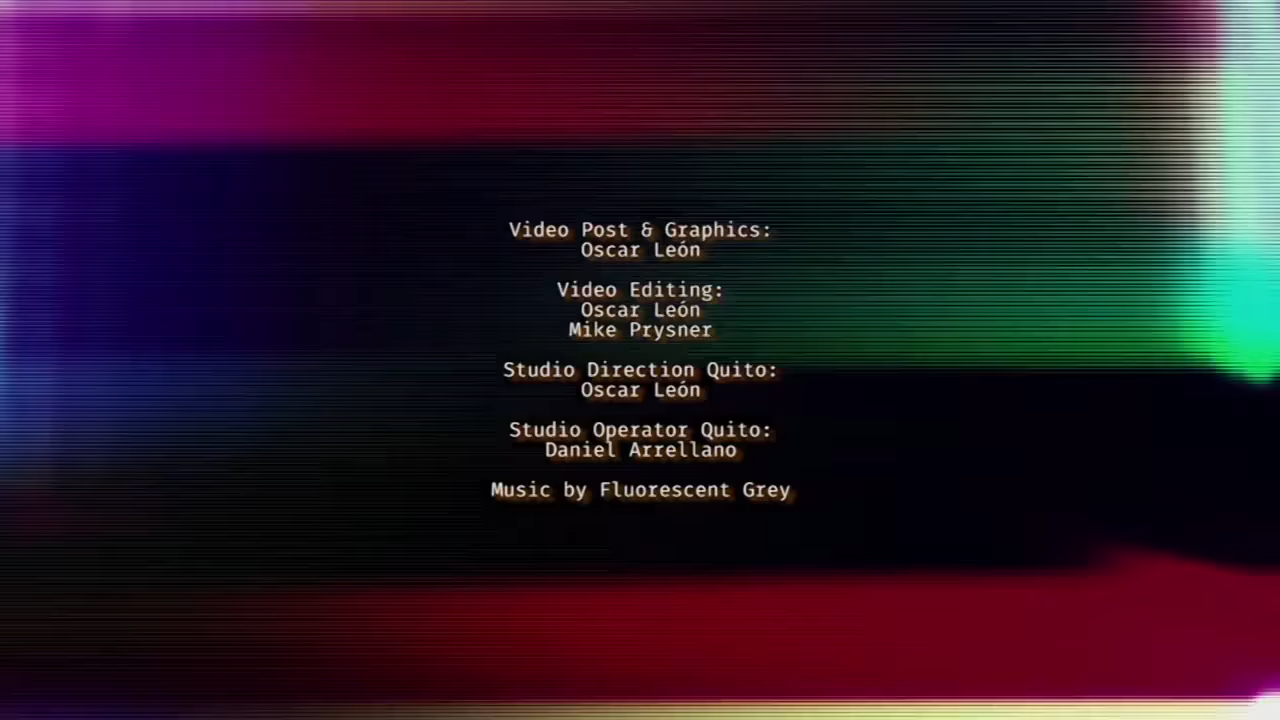 Video Post & Graphics:
Oscar León
Video Editing:
Oscar León
Mike Prysner
Studio Direction Quito:
Oscar León
Studio Operator Quito:
Daniel Arrellano
Music by Fluorescent Grey